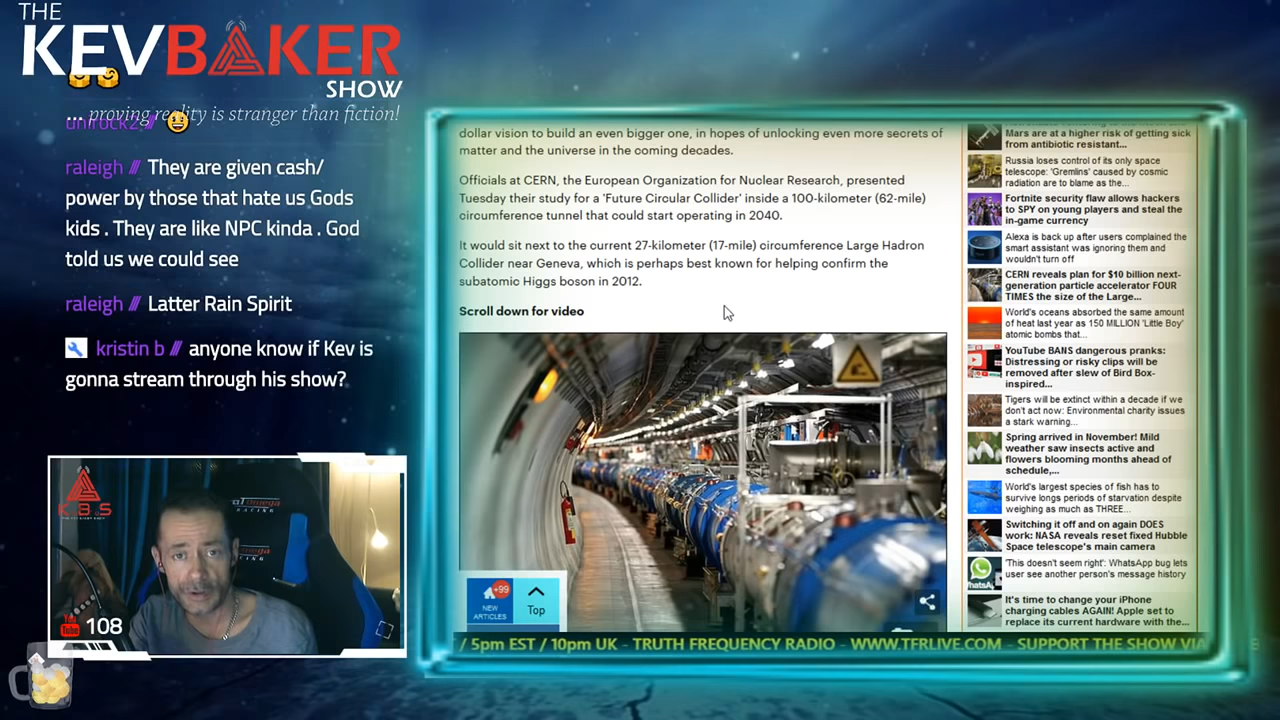 THE
KEVBAKER
SHOW
... proving reality is stranger than fiction!
unirock2 //
raleigh /// They are given cash/
power by those that hate us Gods
kids . They are like NPC kinda . God
told us we could see
raleigh /// Latter Rain Spirit
kristin b /// anyone know if Kev is
gonna stream through his show?
K.B.S
RACING
You
Tube
108
dollar vision to build an even bigger one, in hopes of unlocking even more secrets of
matter and the universe in the coming decades.
Officials at CERN, the European Organization for Nuclear Research, presented
Tuesday their study for a 'Future Circular Collider' inside a 100-kilometer (62-mile)
circumference tunnel that could start operating in 2040.
It would sit next to the current 27-kilometer (17-mile) circumference Large Hadron
Collider near Geneva, which is perhaps best known for helping confirm the
subatomic Higgs boson in 2012.
Scroll down for video
+99
NEW
ARTICLES
Top
Mars are at a higher risk of getting sick
from antibiotic resistant...
Russia loses control of its only space
telescope: 'Gremlins' caused by cosmic
radiation are to blame as the...
Fortnite security flaw allows hackers
to SPY on young players and steal the
in-game currency
Alexa is back up after users complained the
smart assistant was ignoring them and
wouldn't turn off
CERN reveals plan for $10 billion next-
generation particle accelerator FOUR
TIMES the size of the Large...
World's oceans absorbed the same amount
of heat last year as 150 MILLION 'Little Boy'
atomic bombs that...
YouTube BANS dangerous pranks:
Distressing or risky clips will be
removed after slew of Bird Box-
inspired...
Tigers will be extinct within a decade if we
don't act now: Environmental charity issues
a stark warning...
Spring arrived in November! Mild
weather saw insects active and
flowers blooming months ahead of
schedule,...
World's largest species of fish has to
survive longs periods of starvation despite
weighing as much as THREE...
Switching it off and on again DOES
work: NASA reveals reset fixed Hubble
Space telescope's main camera
'This doesn't seem right': WhatsApp bug lets
user see another person's message history
It's time to change your iPhone
charging cables AGAIN! Apple set to
replace its current hardware with the...
/ 5pm EST / 10pm UK - TRUTH FREQUENCY RADIO - WWW.TFRLIVE.COM - SUPPORT THE SHOW VIA